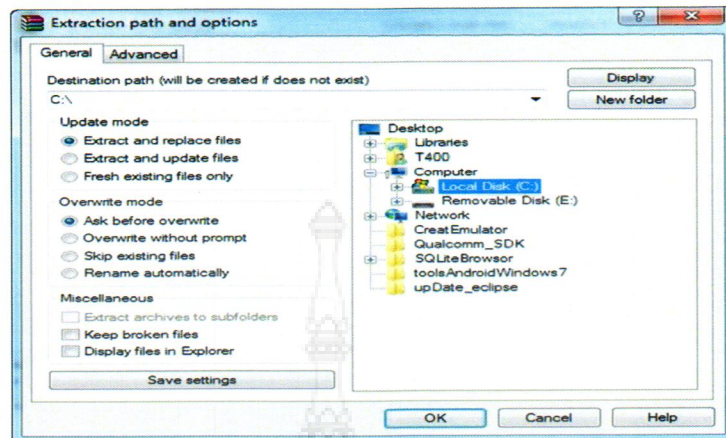 Extraction path and options
General
Advanced
Destination path (will be created if does not exist)
Display
C:\
New folder
Update mode
Extract and replace files
Extract and update files
Fresh existing files only
Overwrite mode
Ask before overwrite
Overwrite without prompt
Skip existing files
Rename automatically
Miscellaneous
Extract archives to subfolders
Keep broken files
Display files in Explorer
Save settings
Desktop
Libraries
T400
Computer
Local Disk (C:)
Removable Disk (E:)
Network
CreatEmulator
Qualcomm_SDK
SQLiteBrowsor
toolsAndroidWindows7
upDate_eclipse
OK
Cancel
Help